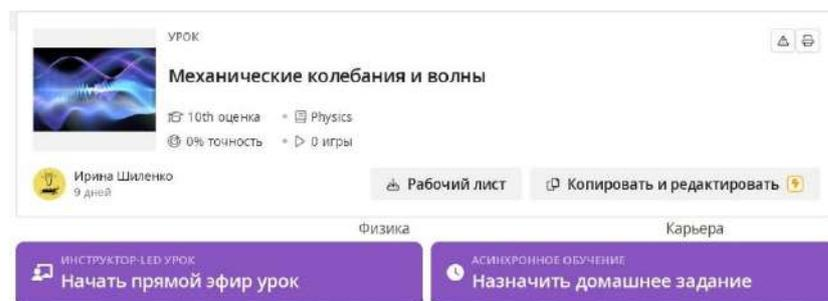 УРОК
Механические колебания и волны
10th оценка • Physics
0% точность • 0 игры
Ирина Шиленко
9 дней
Рабочий лист
Копировать и редактировать
Физика Карьера
ИНСТРУКТОР-LED УРОК
Начать прямой эфир урок
АСИНХРОННОЕ ОБУЧЕНИЕ
Назначить домашнее задание